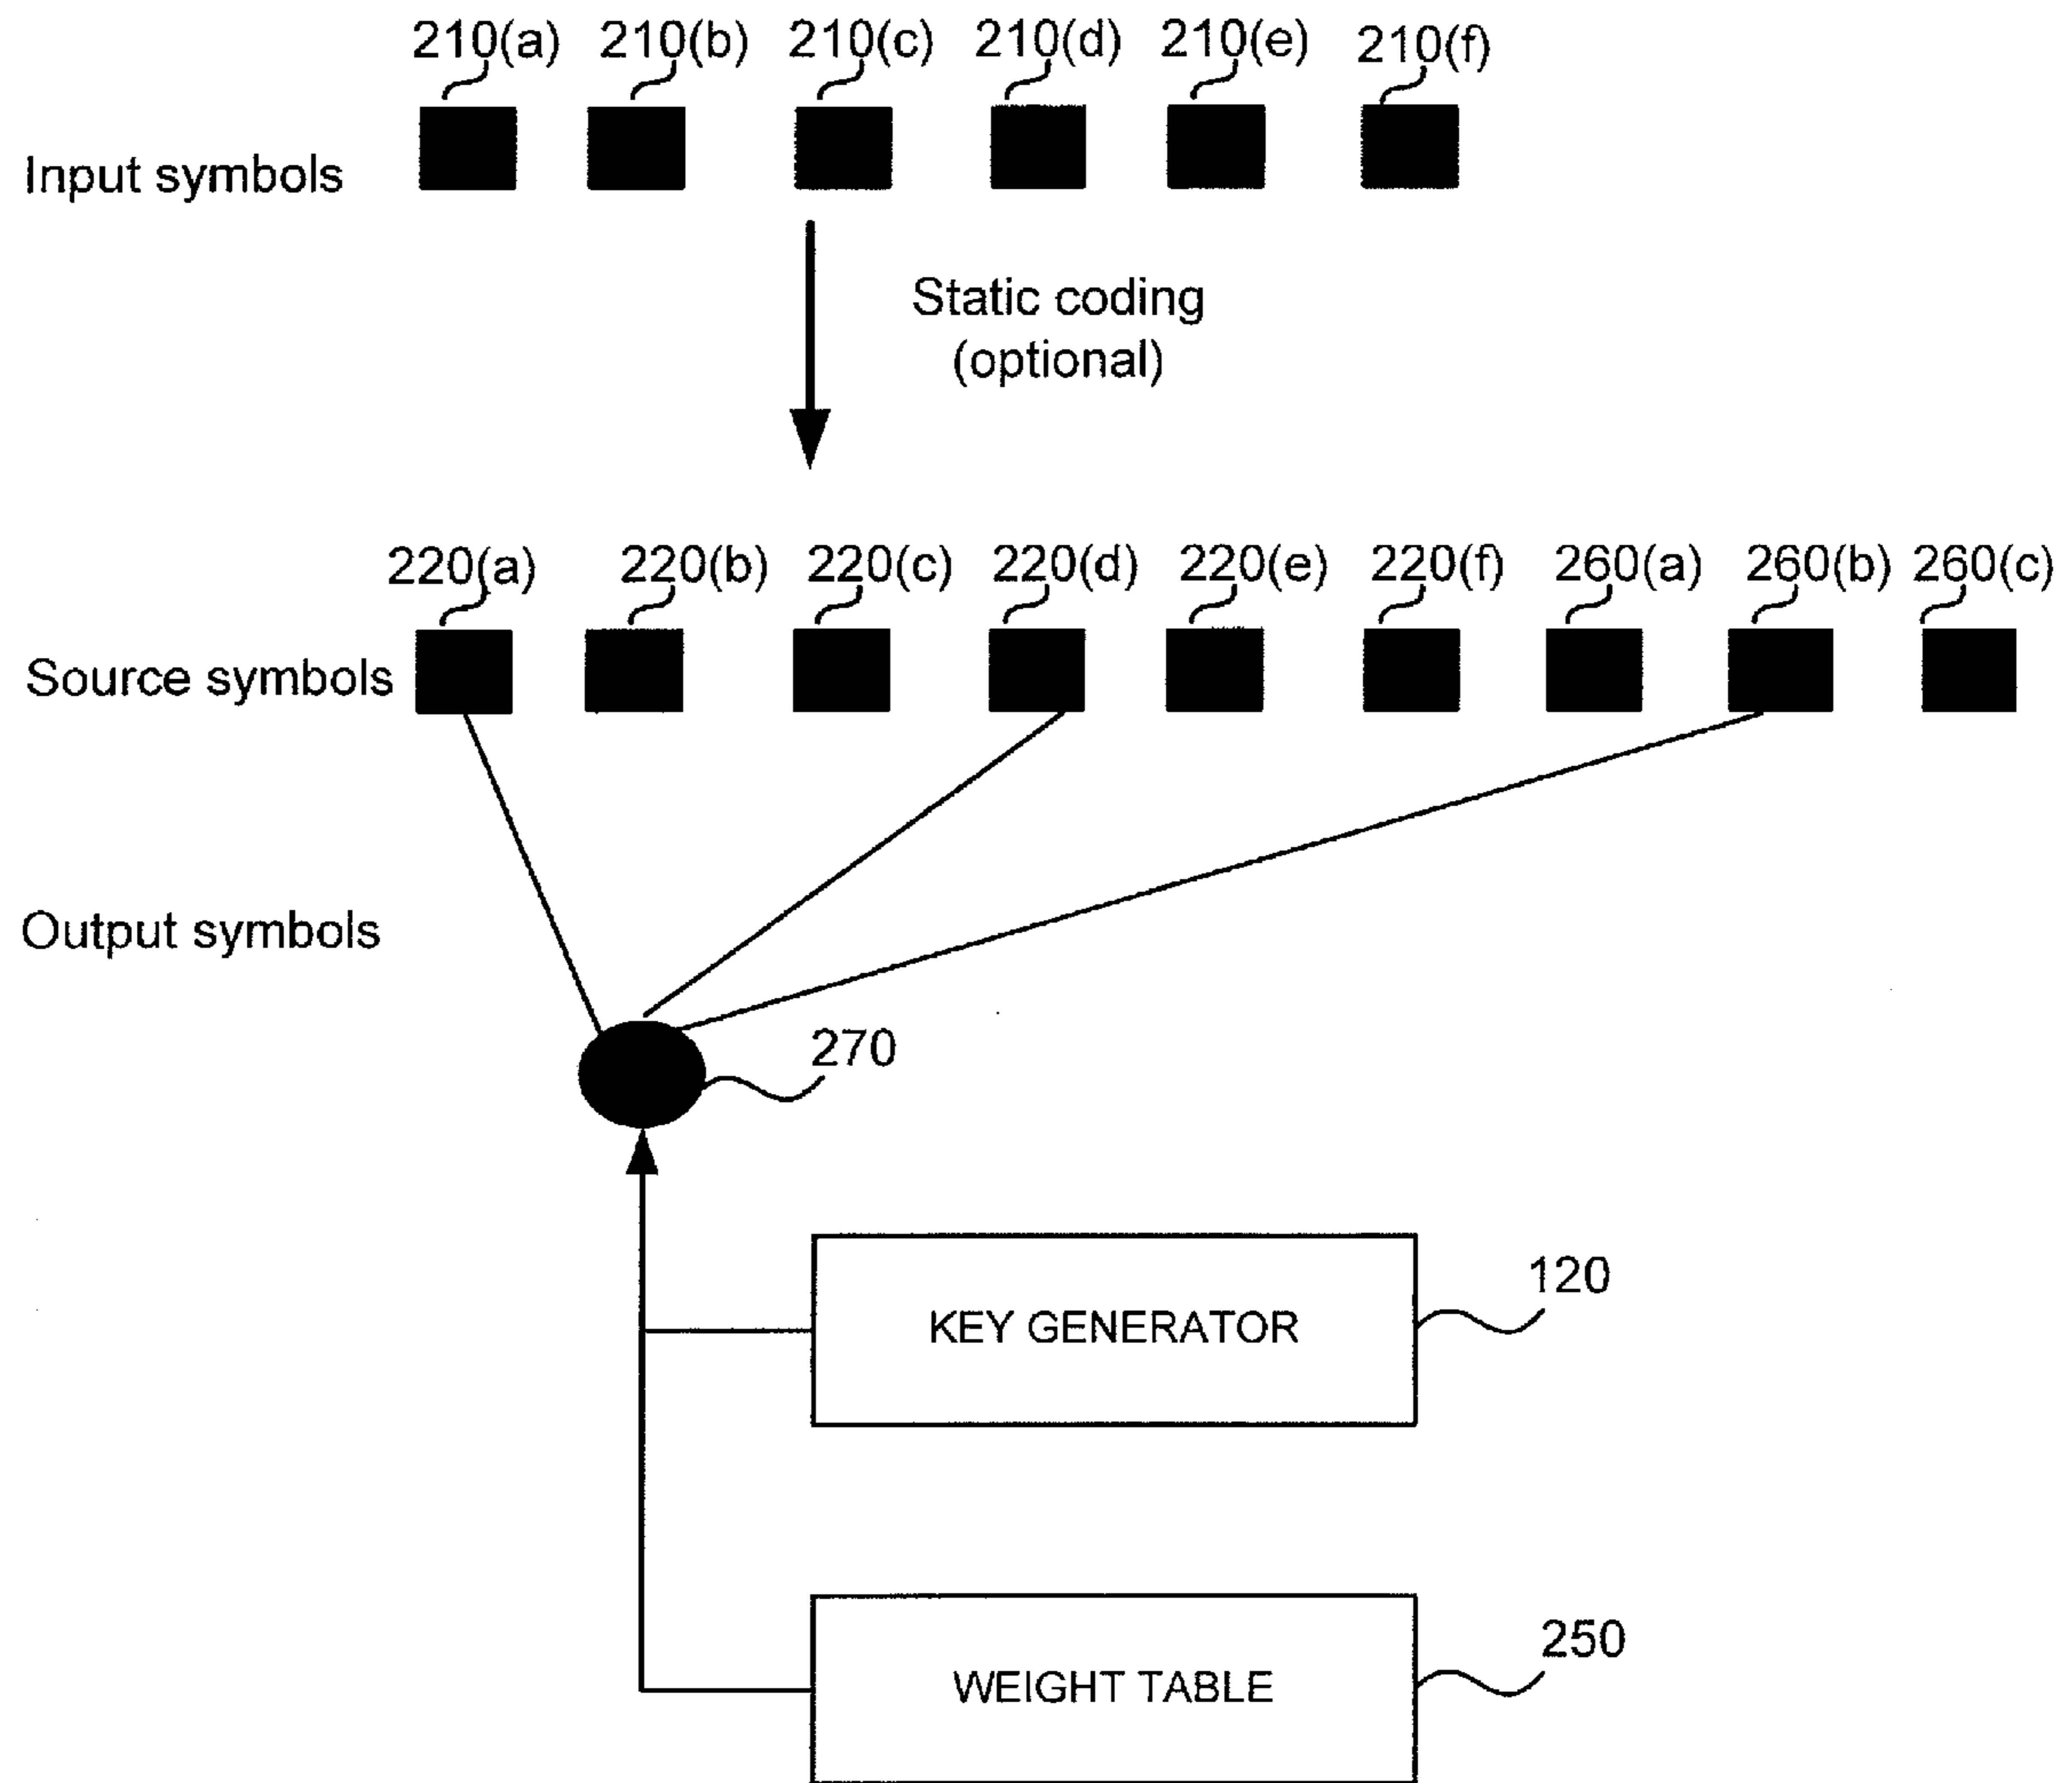 210(a) 210(b) 210(c) 210(d) 210(e) 210(f)
Input symbols
Static coding
(optional)
220(a) 220(b) 220(c) 220(d) 220(e) 220(f) 260(a) 260(b) 260(c)
Source symbols
Output symbols
270
120
KEY GENERATOR
250
WEIGHT TABLE